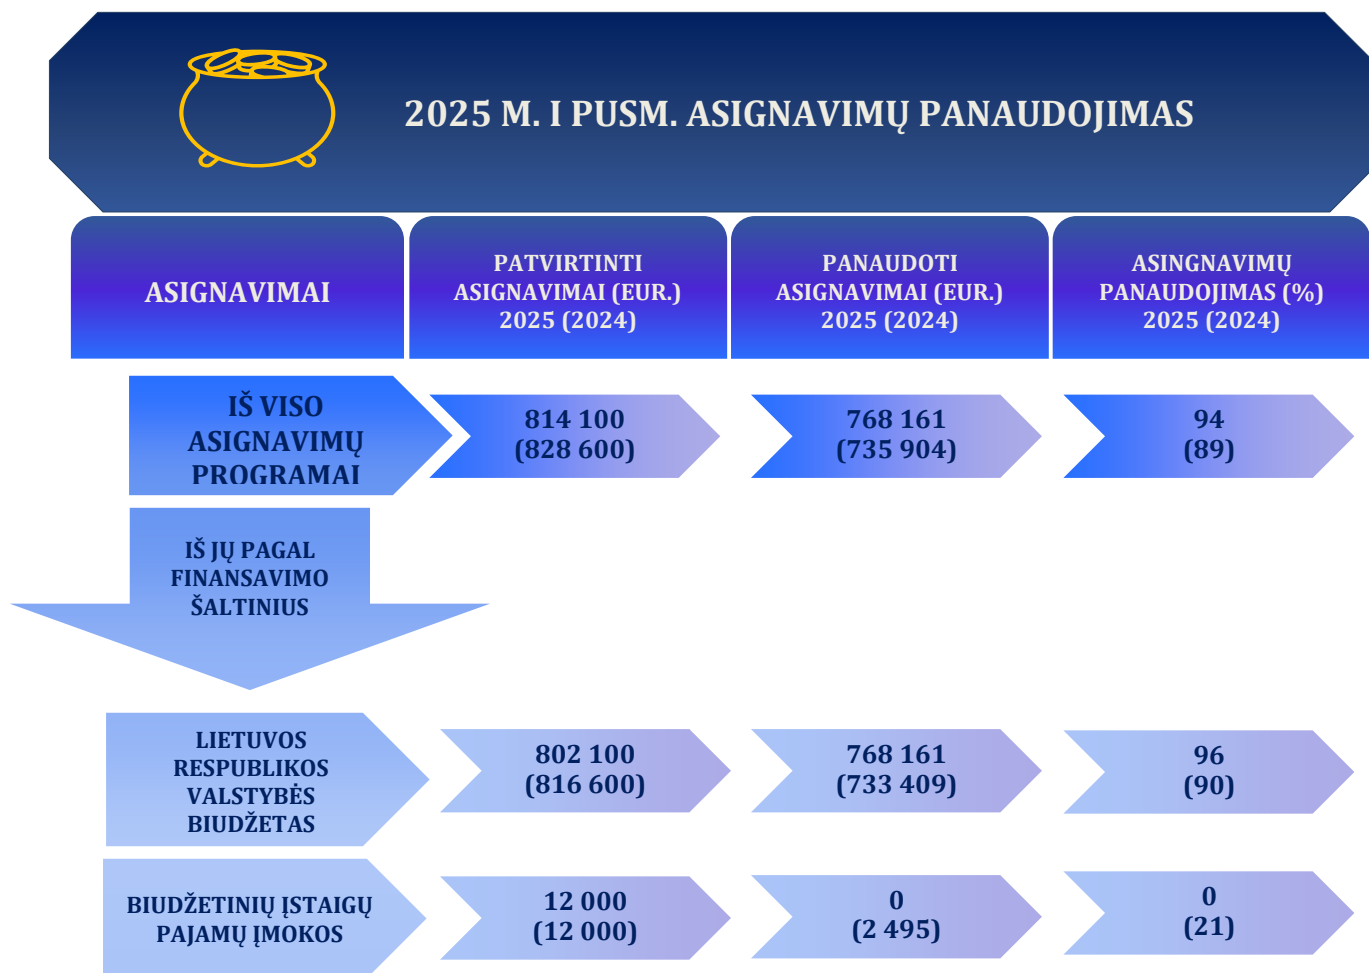 2025 M. I PUSM. ASIGNAVIMŲ PANAUDOJIMAS
ASIGNAVIMAI
PATVIRTINTI
ASIGNAVIMAI (EUR.)
2025 (2024)
PANAUDOTI
ASIGNAVIMAI (EUR.)
2025 (2024)
ASINGNAVIMŲ
PANAUDOJIMAS (%)
2025 (2024)
IŠ VISO
ASIGNAVIMŲ
PROGRAMAI
814 100
(828 600)
768 161
(735 904)
94
(89)
IŠ JŲ PAGAL
FINANSAVIMO
ŠALTINIUS
LIETUVOS
RESPUBLIKOS
VALSTYBĖS
BIUDŽETAS
802 100
(816 600)
768 161
(733 409)
96
(90)
BIUDŽETINIŲ ĮSTAIGŲ
PAJAMŲ ĮMOKOS
12 000
(12 000)
0
(2 495)
0
(21)